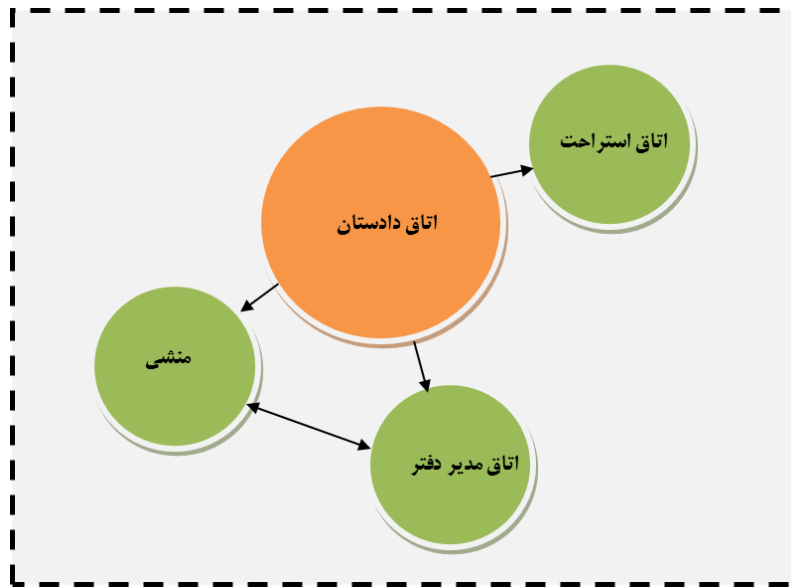 اتاق استراحت
اتاق دادستان
منشی
اتاق مدیر دفتر